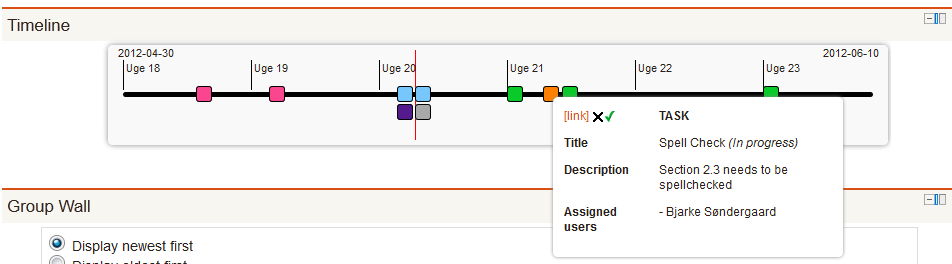 Timeline
2012-04-30 2012-06-10
Uge 18 Uge 19 Uge 20 Uge 21 Uge 22 Uge 23
[link] TASK
Title Spell Check (In progress)
Description Section 2.3 needs to be
spellchecked
Assigned - Bjarke Søndergaard
users
Group Wall
Display newest first
Display oldest first